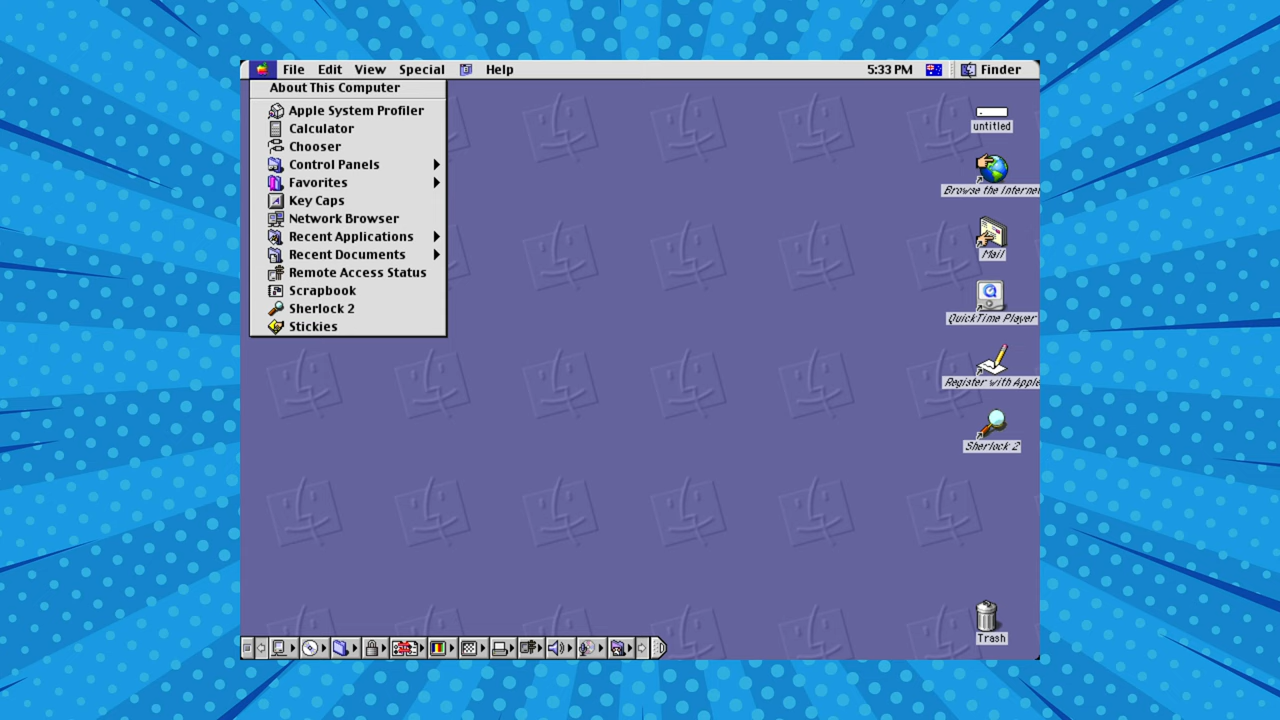 File Edit View Special Help 5:33 PM Finder
About This Computer
Apple System Profiler
Calculator
Chooser
Control Panels
Favorites
Key Caps
Network Browser
Recent Applications
Recent Documents
Remote Access Status
Scrapbook
Sherlock 2
Stickies
untitled
Browse the Internet
Mail
QuickTime Player
Register with Apple
Sherlock 2
Trash